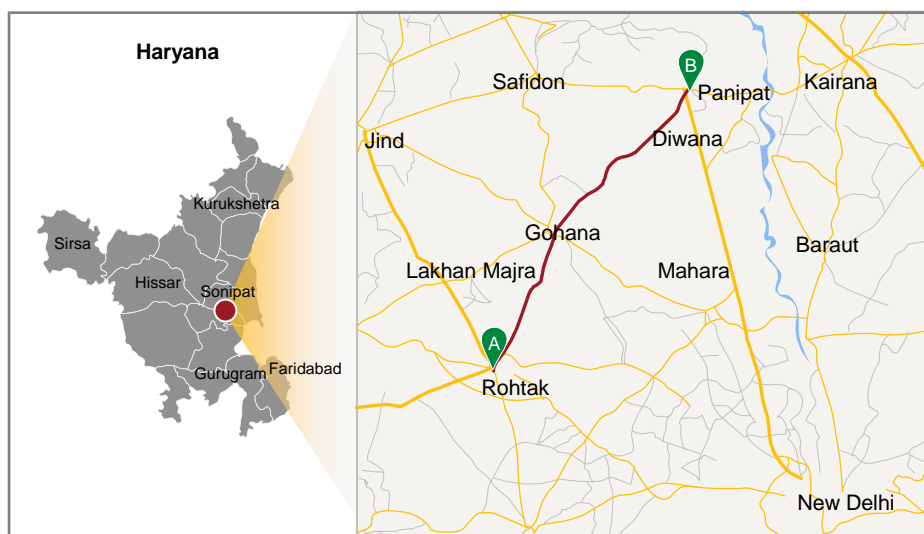 Haryana
Kurukshetra
Sirsa
Hissar
Sonipat
Gurugram
Faridabad
B
Safidon
Panipat
Kairana
Jind
Diwana
Gohana
Baraut
Lakhan Majra
Mahara
A
Rohtak
New Delhi